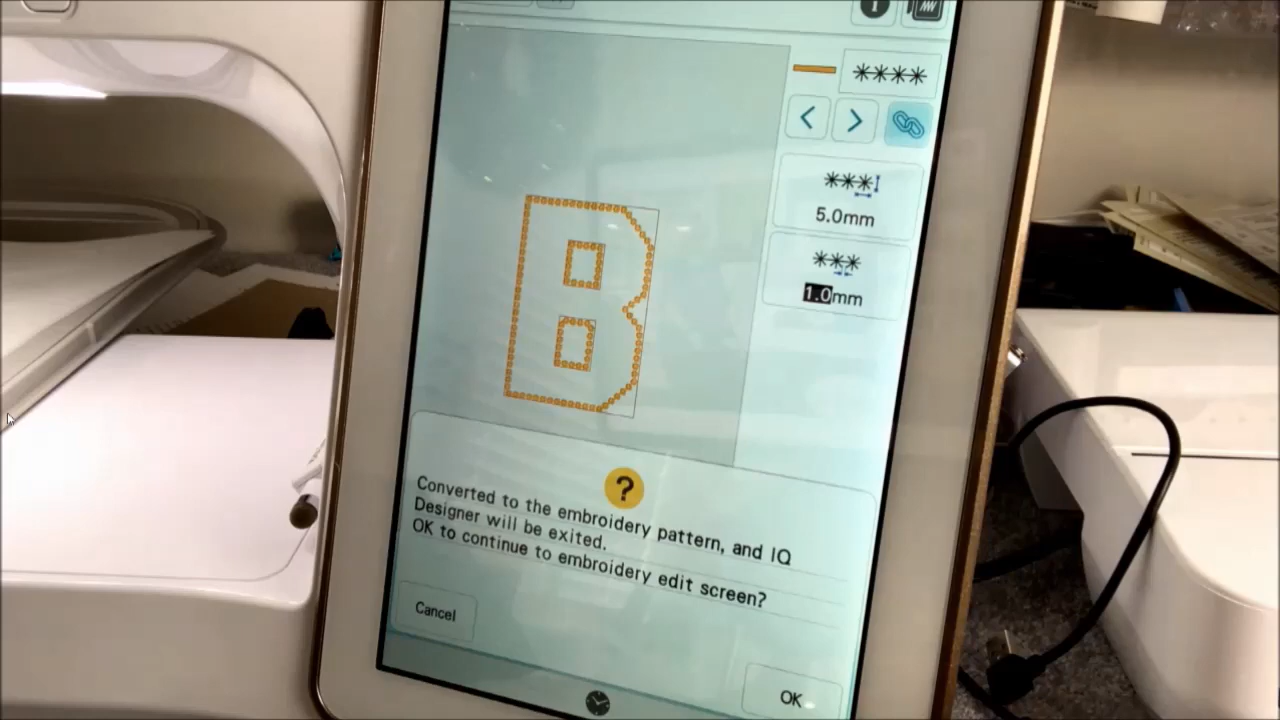 5.0mm
1.0mm
B
?
Converted to the embroidery pattern, and IQ
Designer will be exited.
OK to continue to embroidery edit screen?
Cancel
OK